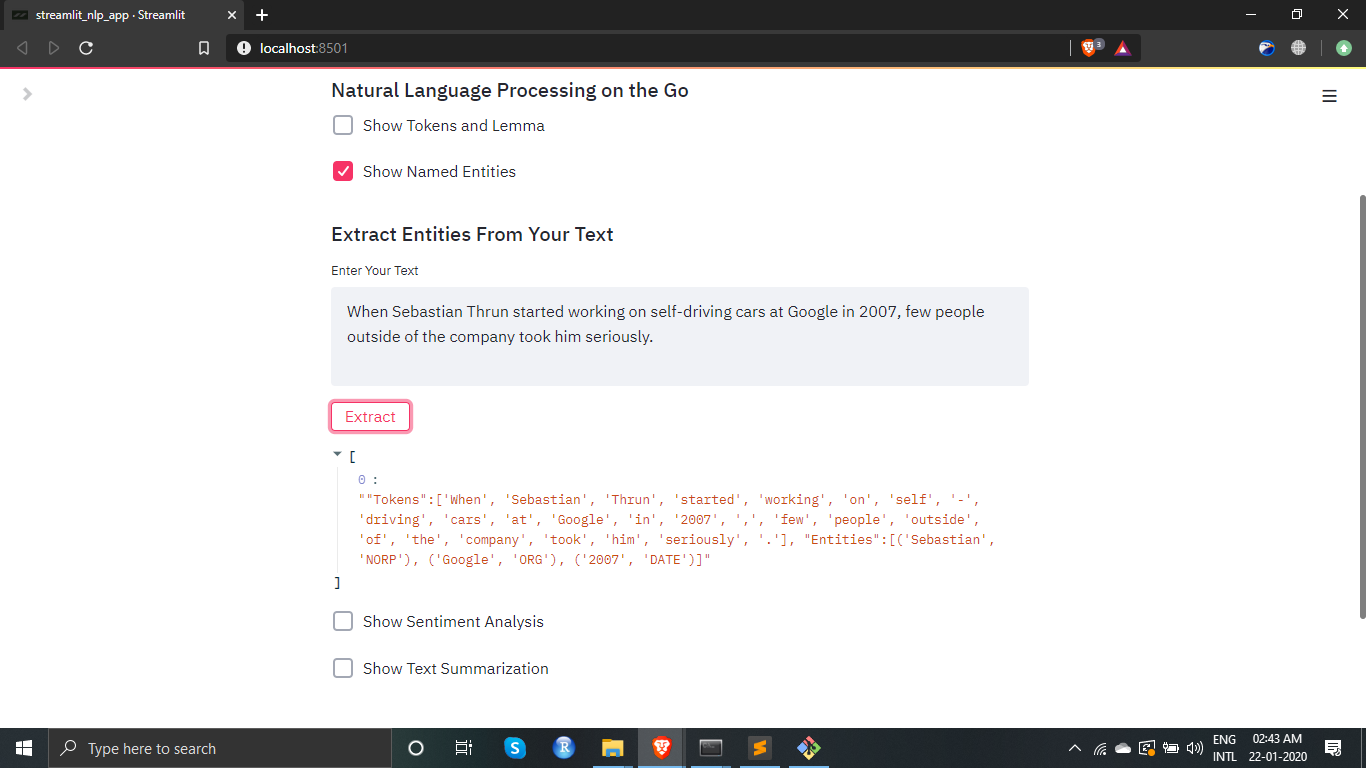 streamlit_nlp_app · Streamlit
localhost:8501
3
Natural Language Processing on the Go
Show Tokens and Lemma
Show Named Entities
Extract Entities From Your Text
Enter Your Text
When Sebastian Thrun started working on self-driving cars at Google in 2007, few people
outside of the company took him seriously.
Extract
[
0 :
""Tokens":['When', 'Sebastian', 'Thrun', 'started', 'working', 'on', 'self', '-',
'driving', 'cars', 'at', 'Google', 'in', '2007', ',', 'few', 'people', 'outside',
'of', 'the', 'company', 'took', 'him', 'seriously', '.'], "Entities":[('Sebastian',
'NORP'), ('Google', 'ORG'), ('2007', 'DATE')]"
]
Show Sentiment Analysis
Show Text Summarization
Type here to search
S
R
ENG
INTL
02:43 AM
22-01-2020